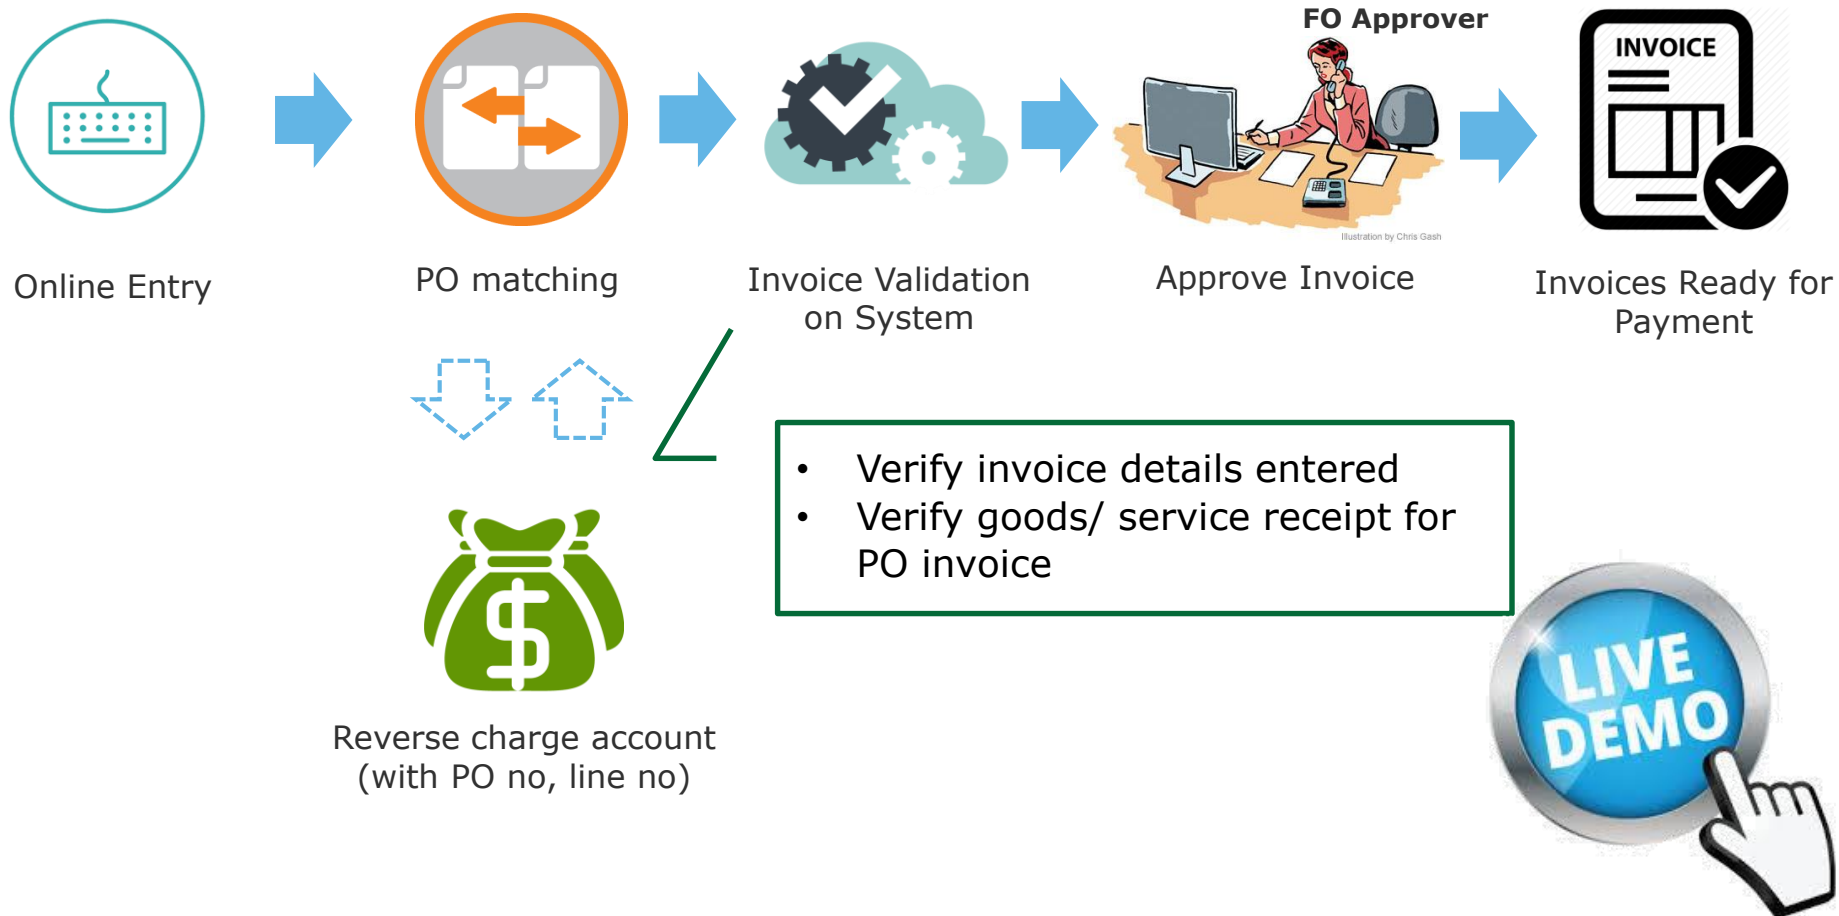 FO Approver
INVOICE
Illustration by Chris Gash
Online Entry
PO matching
Invoice Validation
on System
Approve Invoice
Invoices Ready for
Payment
• Verify invoice details entered
• Verify goods/ service receipt for
PO invoice
$
Reverse charge account
(with PO no, line no)
LIVE
DEMO